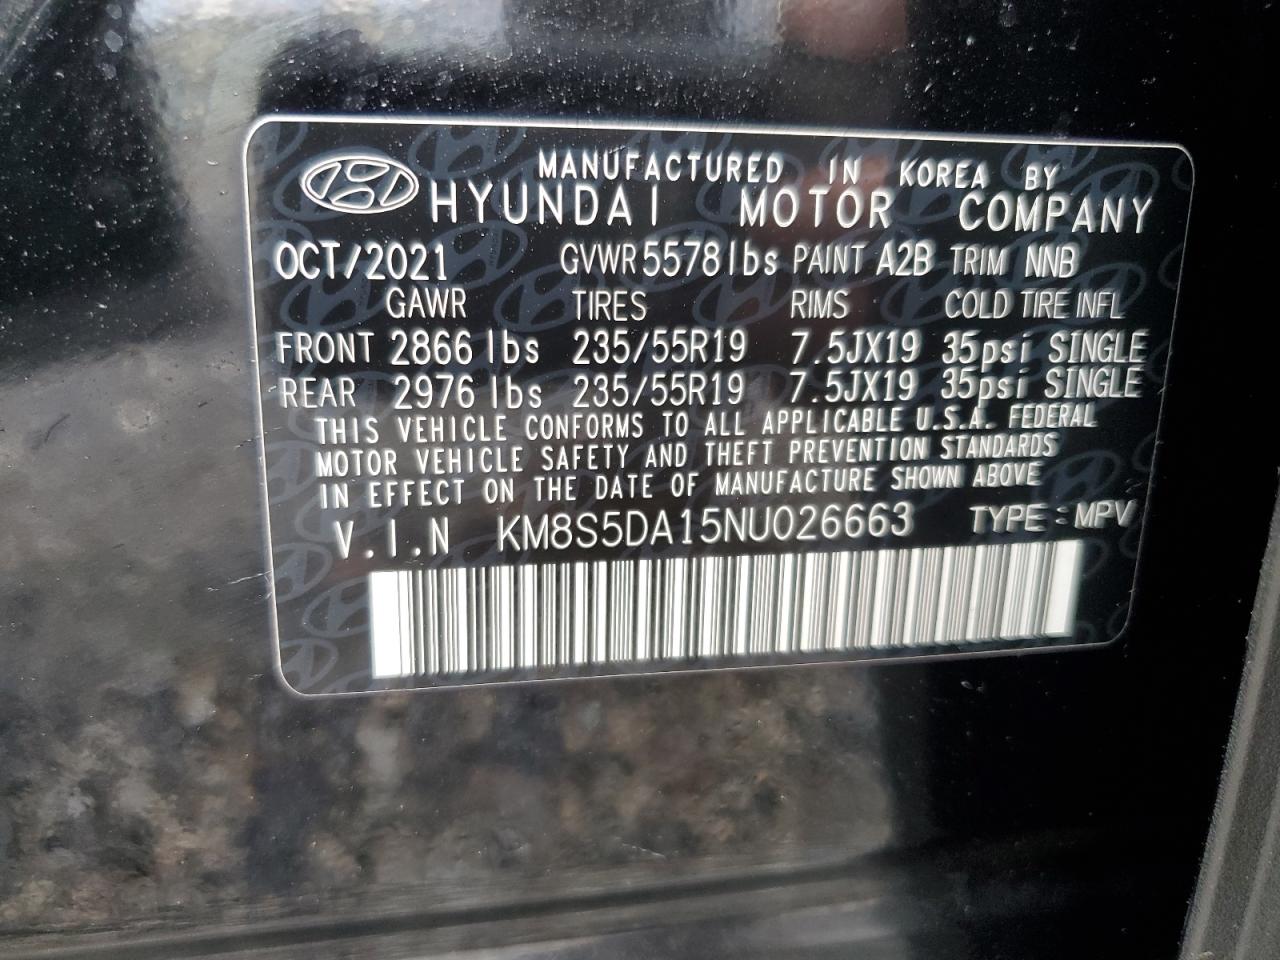 MANUFACTURED IN KOREA BY
HYUNDAI MOTOR COMPANY
OCT/2021 GVWR 5578 lbs PAINT A2B TRIM NNB
GAWR TIRES RIMS COLD TIRE INFL
FRONT 2866 lbs 235/55R19 7.5JX19 35psi SINGLE
REAR 2976 lbs 235/55R19 7.5JX19 35psi SINGLE
THIS VEHICLE CONFORMS TO ALL APPLICABLE U.S.A. FEDERAL
MOTOR VEHICLE SAFETY AND THEFT PREVENTION STANDARDS
IN EFFECT ON THE DATE OF MANUFACTURE SHOWN ABOVE
V.I.N KM8S5DA15NU026663 TYPE : MPV